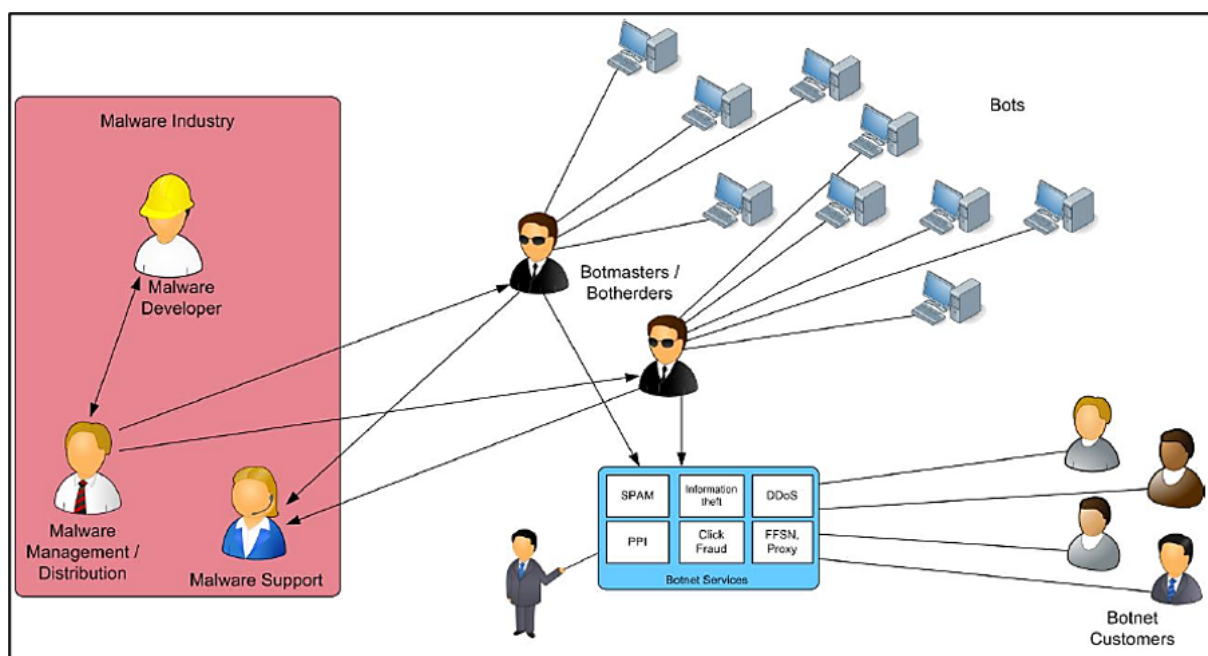 Malware Industry
Malware
Developer
Malware
Management /
Distribution
Malware Support
Bots
Botmasters /
Botherders
SPAM
Information
theft
DDoS
PPI
Click
Fraud
FFSN,
Proxy
Botnet Services
Botnet
Customers